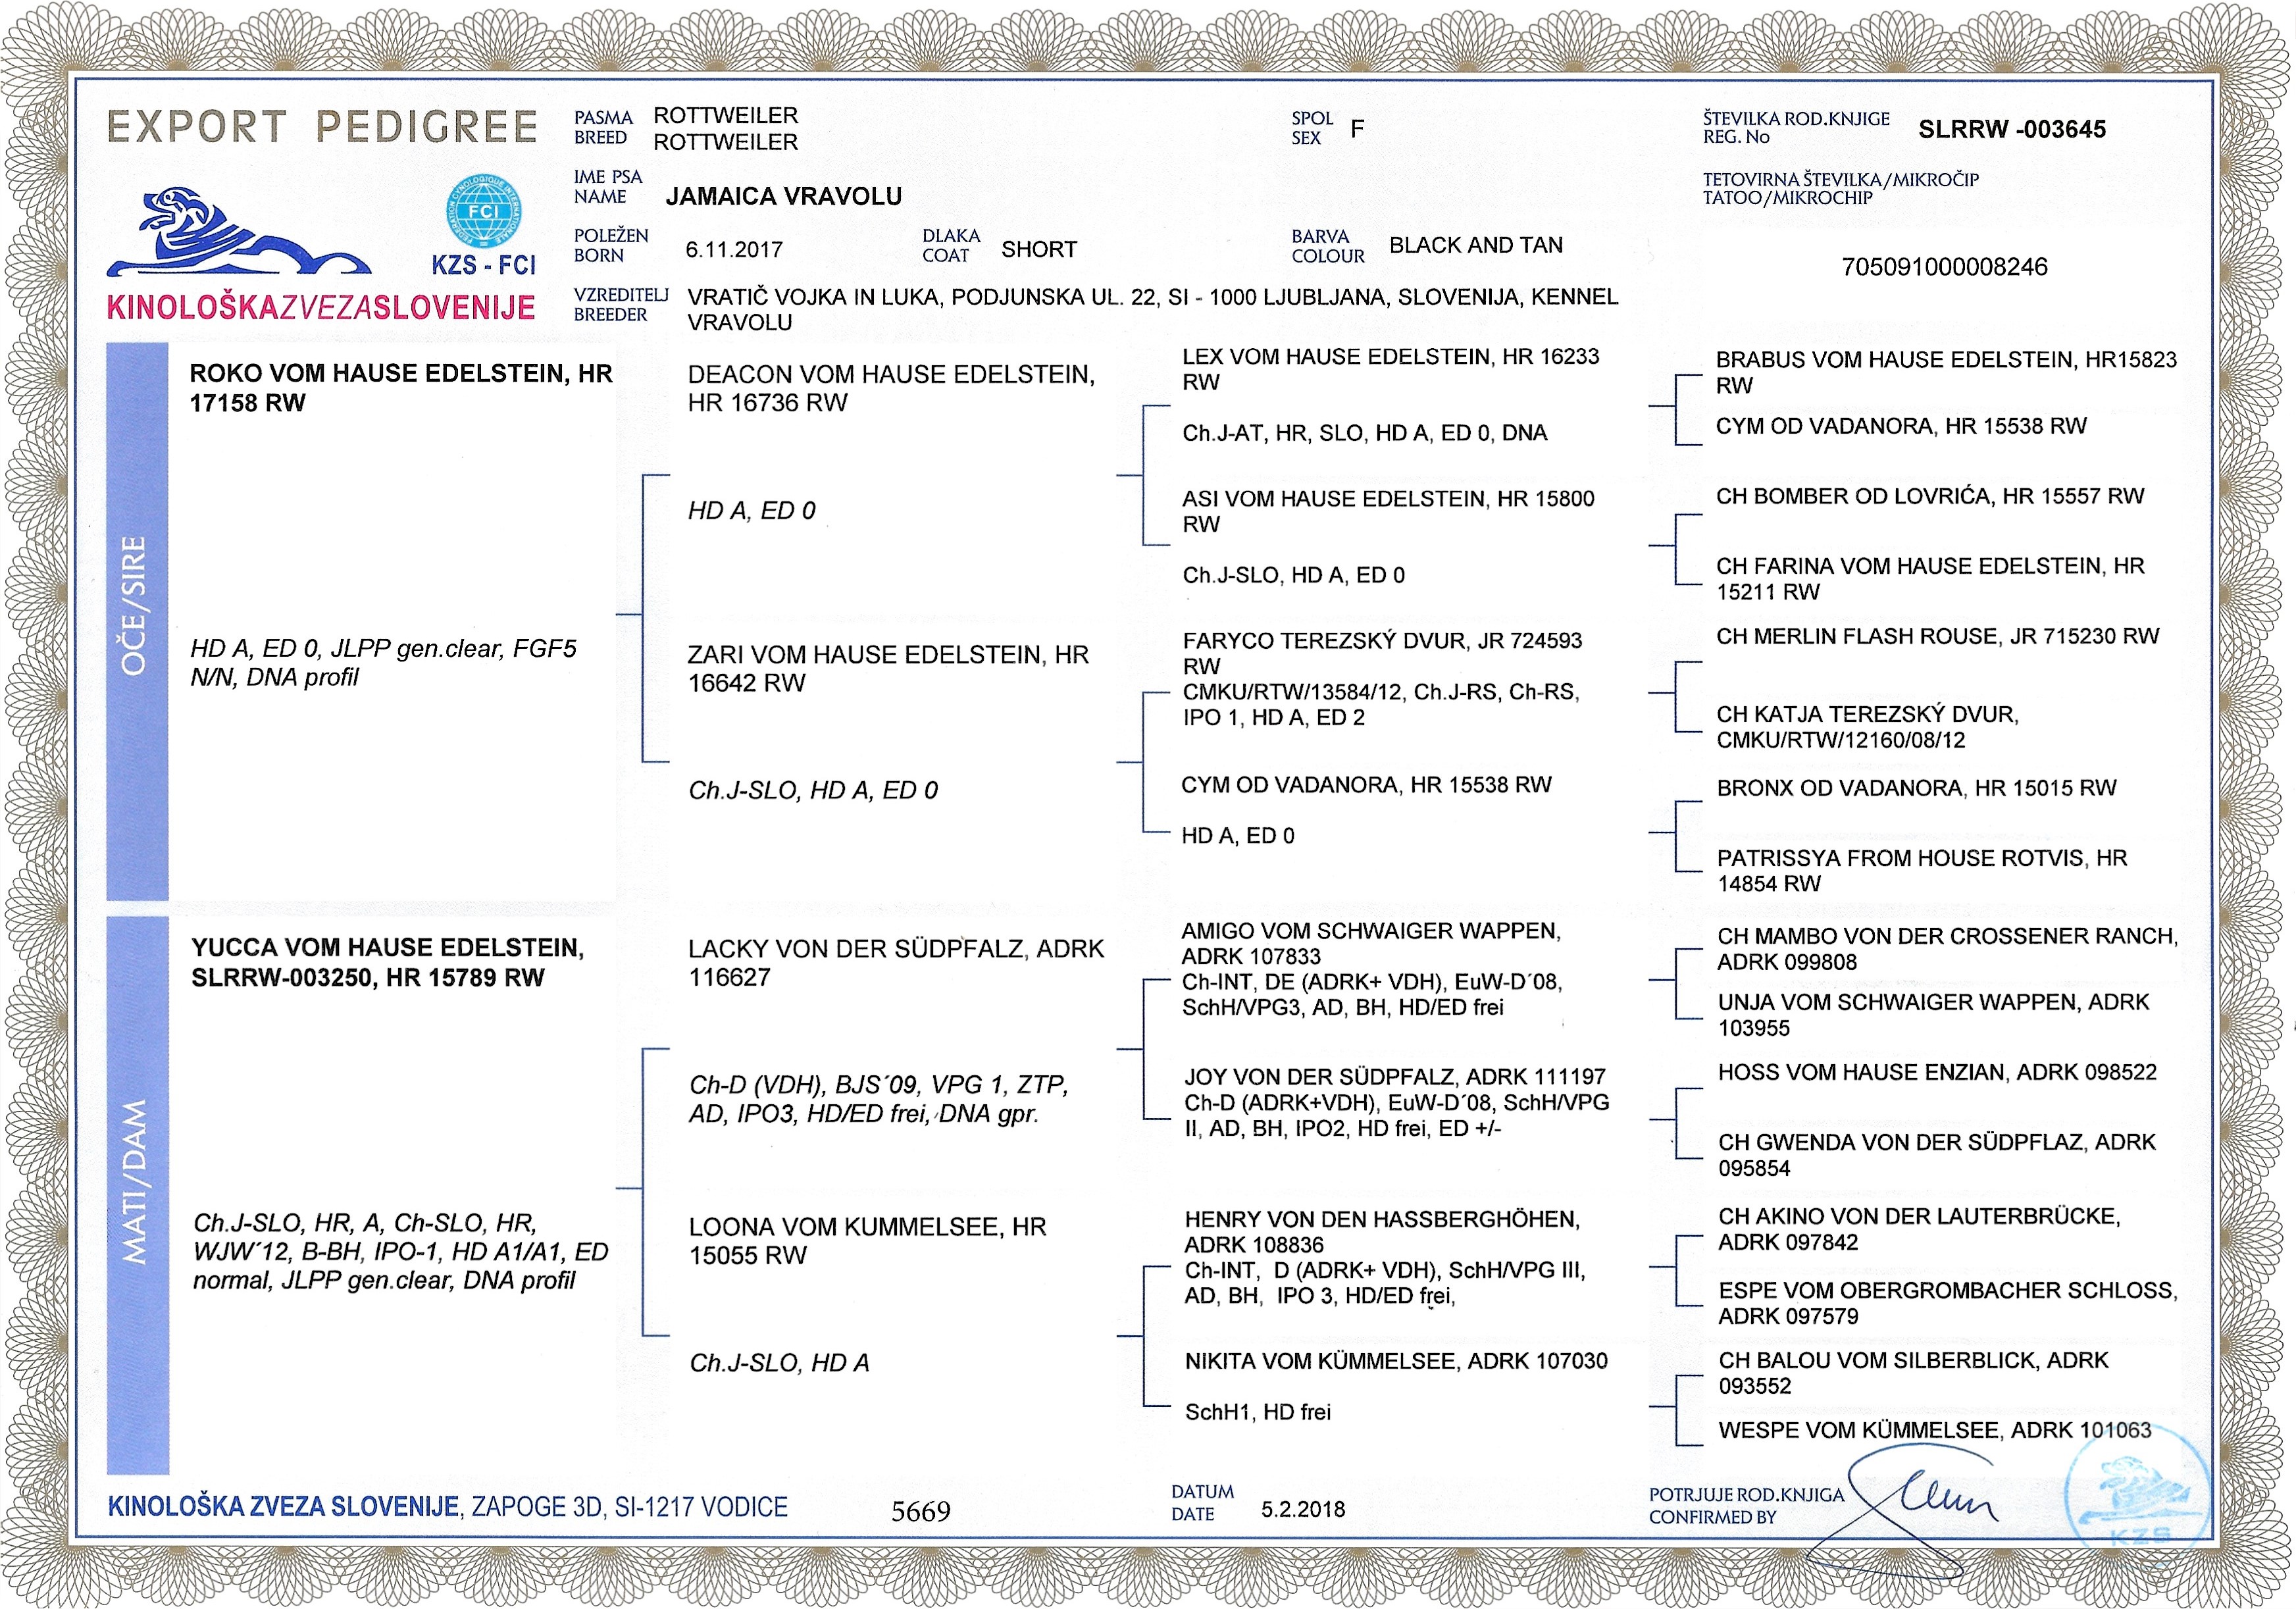 EXPORT PEDIGREE
FCI
KZS - FCI
KINOLOŠKAZVEZASLOVENIJE
PASMA
BREED
ROTTWEILER
ROTTWEILER
SPOL
SEX
F
ŠTEVILKA ROD.KNJIGE
REG. No
SLRRW -003645
IME PSA
NAME
JAMAICA VRAVOLU
TETOVIRNA ŠTEVILKA/MIKROČIP
TATOO/MIKROCHIP
POLEŽEN
BORN
6.11.2017
DLAKA
COAT
SHORT
BARVA
COLOUR
BLACK AND TAN
705091000008246
VZREDITELJ
BREEDER
VRATIČ VOJKA IN LUKA, PODJUNSKA UL. 22, SI - 1000 LJUBLJANA, SLOVENIJA, KENNEL
VRAVOLU
OČE/SIRE
ROKO VOM HAUSE EDELSTEIN, HR
17158 RW
HD A, ED 0, JLPP gen.clear, FGF5
N/N, DNA profil
DEACON VOM HAUSE EDELSTEIN,
HR 16736 RW
HD A, ED 0
ZARI VOM HAUSE EDELSTEIN, HR
16642 RW
Ch.J-SLO, HD A, ED 0
LEX VOM HAUSE EDELSTEIN, HR 16233
RW
Ch.J-AT, HR, SLO, HD A, ED 0, DNA
ASI VOM HAUSE EDELSTEIN, HR 15800
RW
Ch.J-SLO, HD A, ED 0
FARYCO TEREZSKÝ DVUR, JR 724593
RW
CMKU/RTW/13584/12, Ch.J-RS, Ch-RS,
IPO 1, HD A, ED 2
CYM OD VADANORA, HR 15538 RW
HD A, ED 0
BRABUS VOM HAUSE EDELSTEIN, HR15823
RW
CYM OD VADANORA, HR 15538 RW
CH BOMBER OD LOVRIĆA, HR 15557 RW
CH FARINA VOM HAUSE EDELSTEIN, HR
15211 RW
CH MERLIN FLASH ROUSE, JR 715230 RW
CH KATJA TEREZSKÝ DVUR,
CMKU/RTW/12160/08/12
BRONX OD VADANORA, HR 15015 RW
PATRISSYA FROM HOUSE ROTVIS, HR
14854 RW
MATI/DAM
YUCCA VOM HAUSE EDELSTEIN,
SLRRW-003250, HR 15789 RW
Ch.J-SLO, HR, A, Ch-SLO, HR,
WJW´12, B-BH, IPO-1, HD A1/A1, ED
normal, JLPP gen.clear, DNA profil
LACKY VON DER SÜDPFALZ, ADRK
116627
Ch-D (VDH), BJS´09, VPG 1, ZTP,
AD, IPO3, HD/ED frei, DNA gpr.
LOONA VOM KUMMELSEE, HR
15055 RW
Ch.J-SLO, HD A
AMIGO VOM SCHWAIGER WAPPEN,
ADRK 107833
Ch-INT, DE (ADRK+ VDH), EuW-D´08,
SchH/VPG3, AD, BH, HD/ED frei
JOY VON DER SÜDPFALZ, ADRK 111197
Ch-D (ADRK+VDH), EuW-D´08, SchH/VPG
II, AD, BH, IPO2, HD frei, ED +/-
HENRY VON DEN HASSBERGHÖHEN,
ADRK 108836
Ch-INT, D (ADRK+ VDH), SchH/VPG III,
AD, BH, IPO 3, HD/ED frei,
NIKITA VOM KÜMMELSEE, ADRK 107030
SchH1, HD frei
CH MAMBO VON DER CROSSENER RANCH,
ADRK 099808
UNJA VOM SCHWAIGER WAPPEN, ADRK
103955
HOSS VOM HAUSE ENZIAN, ADRK 098522
CH GWENDA VON DER SÜDPFLAZ, ADRK
095854
CH AKINO VON DER LAUTERBRÜCKE,
ADRK 097842
ESPE VOM OBERGROMBACHER SCHLOSS,
ADRK 097579
CH BALOU VOM SILBERBLICK, ADRK
093552
WESPE VOM KÜMMELSEE, ADRK 101063
KINOLOŠKA ZVEZA SLOVENIJE, ZAPOGE 3D, SI-1217 VODICE
5669
DATUM
DATE
5.2.2018
POTRJUJE ROD.KNJIGA
CONFIRMED BY
KZS